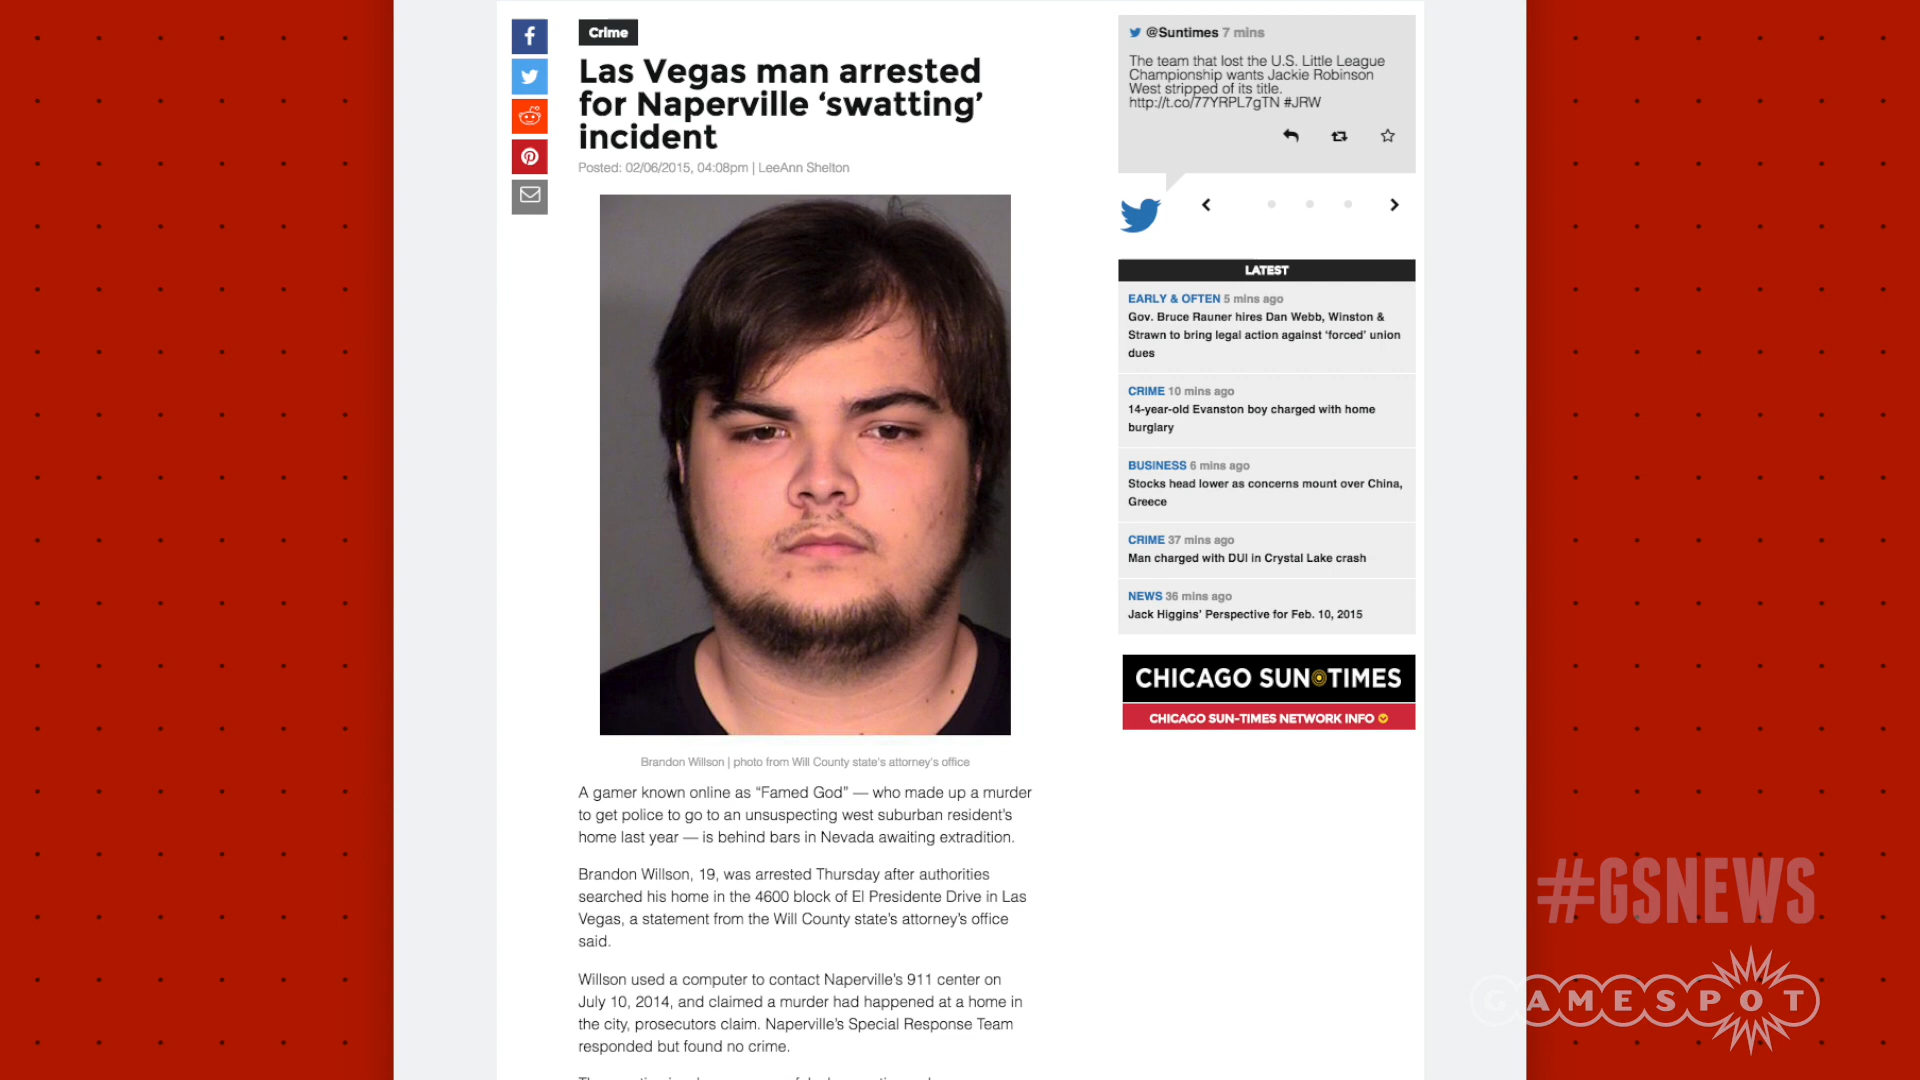 Crime
Las Vegas man arrested
for Naperville ‘swatting’
incident
Posted: 02/06/2015, 04:08pm | LeeAnn Shelton
Brandon Willson | photo from Will County state's attorney's office
A gamer known online as “Famed God” — who made up a murder
to get police to go to an unsuspecting west suburban resident’s
home last year — is behind bars in Nevada awaiting extradition.
Brandon Willson, 19, was arrested Thursday after authorities
searched his home in the 4600 block of El Presidente Drive in Las
Vegas, a statement from the Will County state’s attorney’s office
said.
Willson used a computer to contact Naperville’s 911 center on
July 10, 2014, and claimed a murder had happened at a home in
the city, prosecutors claim. Naperville’s Special Response Team
responded but found no crime.
@Suntimes 7 mins
The team that lost the U.S. Little League
Championship wants Jackie Robinson
West stripped of its title.
http://t.co/77YRPL7gTN #JRW
LATEST
EARLY & OFTEN 5 mins ago
Gov. Bruce Rauner hires Dan Webb, Winston &
Strawn to bring legal action against ‘forced’ union
dues
CRIME 10 mins ago
14-year-old Evanston boy charged with home
burglary
BUSINESS 6 mins ago
Stocks head lower as concerns mount over China,
Greece
CRIME 37 mins ago
Man charged with DUI in Crystal Lake crash
NEWS 36 mins ago
Jack Higgins’ Perspective for Feb. 10, 2015
CHICAGO SUN TIMES
CHICAGO SUN-TIMES NETWORK INFO
#GSNEWS
GAMESPOT